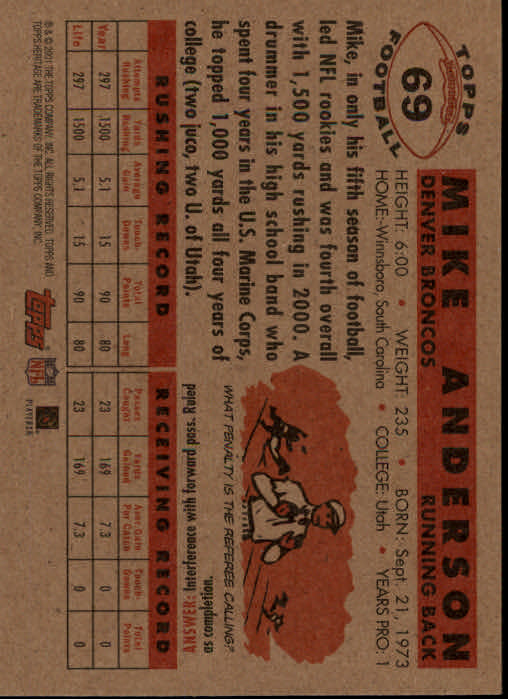 TOPPS
69
FOOTBALL
MIKE ANDERSON
DENVER BRONCOS RUNNING BACK
HEIGHT: 6:00 • WEIGHT: 235 • BORN: Sept. 21, 1973
HOME: Winnsboro, South Carolina • COLLEGE: Utah • YEARS PRO: 1
Mike, in only his fifth season of football,
led NFL rookies and was fourth overall
with 1,500 yards rushing in 2000. A
drummer in his high school band who
spent four years in the U.S. Marine Corps,
he topped 1,000 yards all four years of
college (two juco, two U. of Utah).
WHAT PENALTY IS THE REFEREE CALLING?
ANSWER: Interference with forward pass. Ruled
as completion.
RUSHING RECORD RECEIVING RECORD
Attempts Rushing Yards Rushing Average Gain Touch-Downs Total Points Long Passes Caught Yards Gained Aver. Gain Per Catch Touch-Downs Total Points
Year 297 1500 5.1 15 90 80 23 169 7.3 0 0
Life 297 1500 5.1 15 90 80 23 169 7.3 0 0
® & © 2001 THE TOPPS COMPANY, INC. ALL RIGHTS RESERVED. TOPPS AND
TOPPS HERITAGE ARE TRADEMARKS OF THE TOPPS COMPANY, INC.
Topps
NFL
PLAYERS